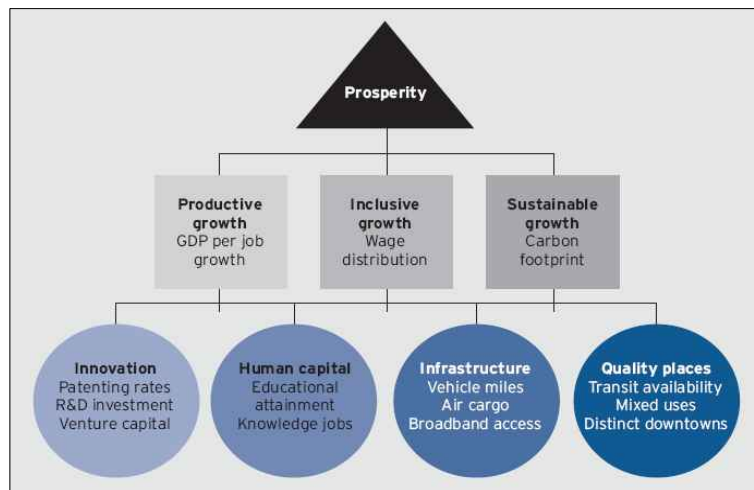 Prosperity
Productive
growth
GDP per job
growth
Inclusive
growth
Wage
distribution
Sustainable
growth
Carbon
footprint
Innovation
Patenting rates
R&D investment
Venture capital
Human capital
Educational
attainment
Knowledge jobs
Infrastructure
Vehicle miles
Air cargo
Broadband access
Quality places
Transit availability
Mixed uses
Distinct downtowns